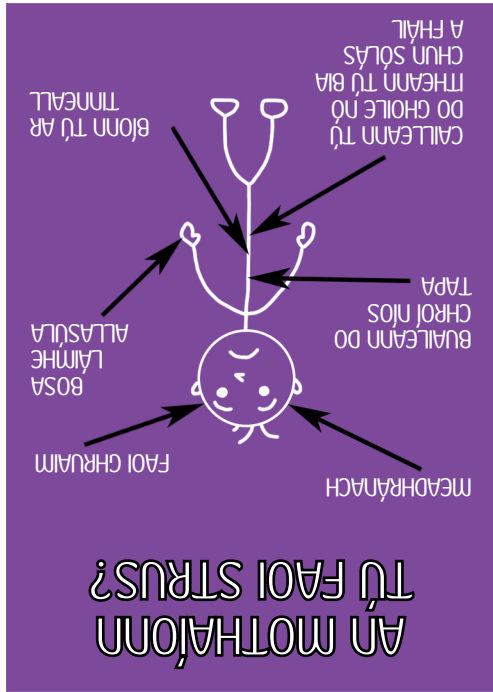 AN MOTHAÍONN
TÚ FAOI STRUS?
MEADHRÁNACH
FAOI GHRUAIM
BUAILEANN DO
CHROÍ NÍOS
TAPA
BOSA
LÁIMHE
ALLASÚLA
CAILLEANN TÚ
DO GHOILE NÓ
ITHEANN TÚ BIA
CHUN SÓLÁS
A FHÁIL
BÍONN TÚ AR
TINNEALL